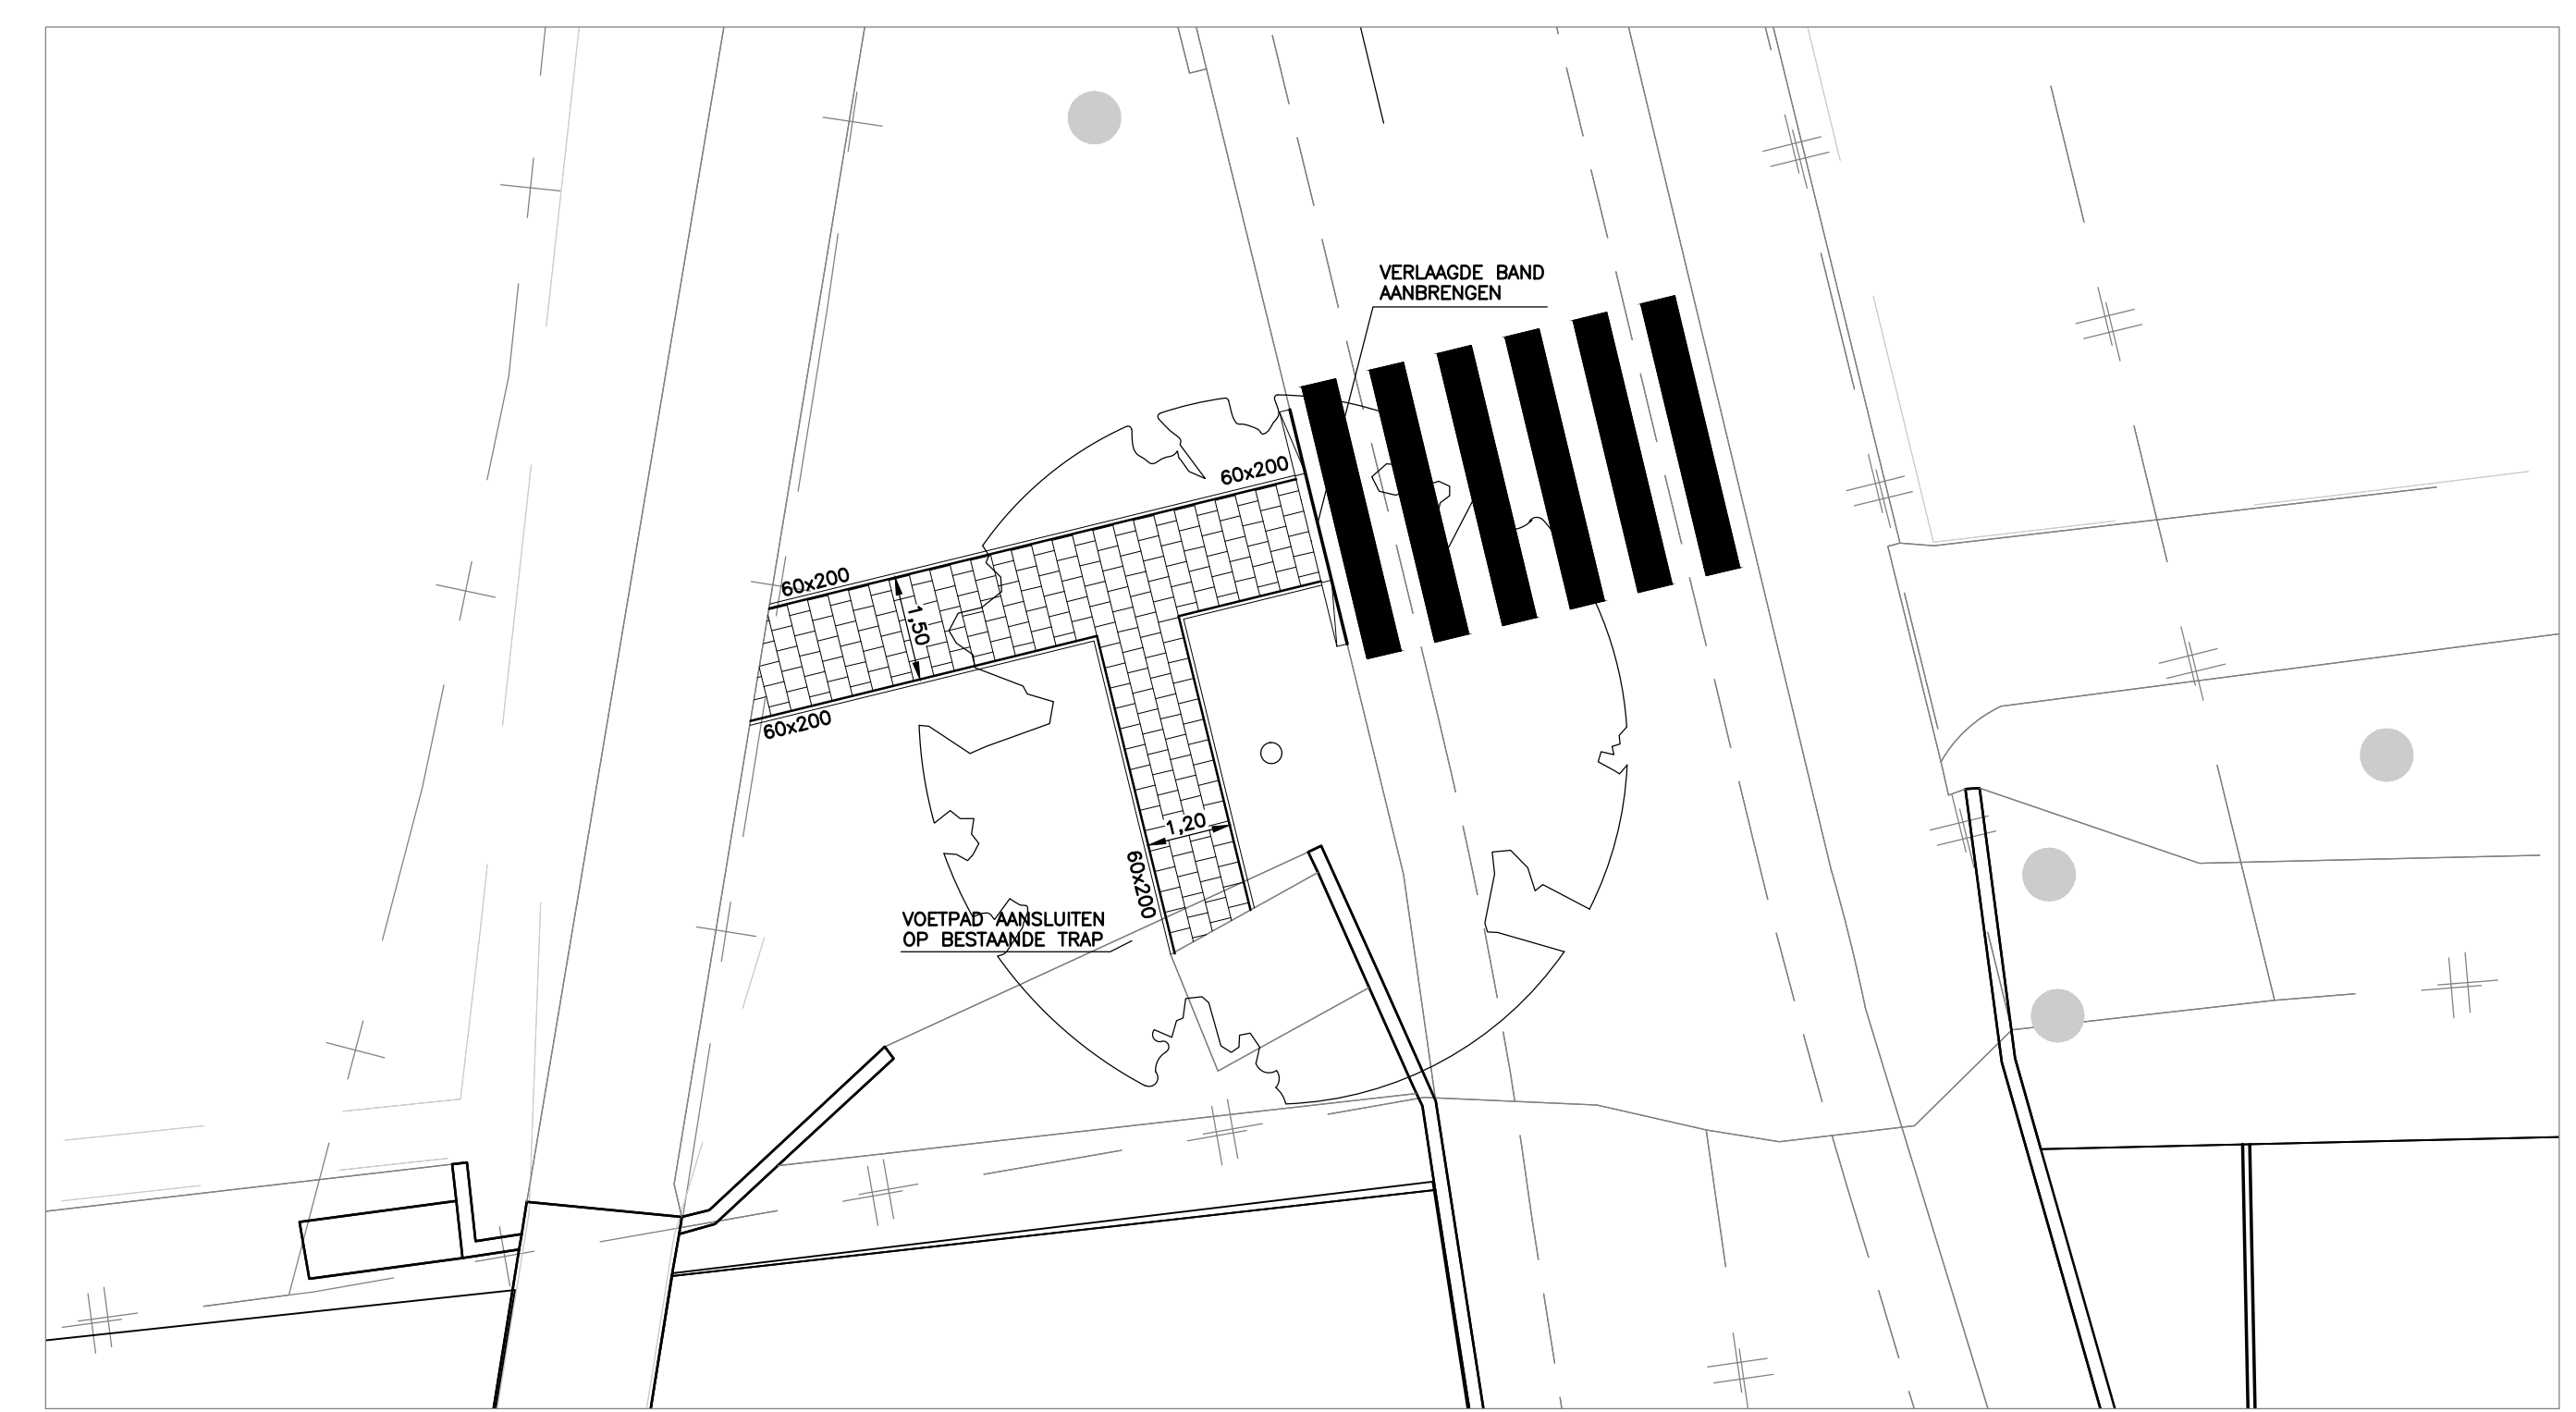 VERLAAGDE BAND
AANBRENGEN
60x200
60x200
1,50
60x200
1,20
60x200
VOETPAD AANSLUITEN
OP BESTAANDE TRAP